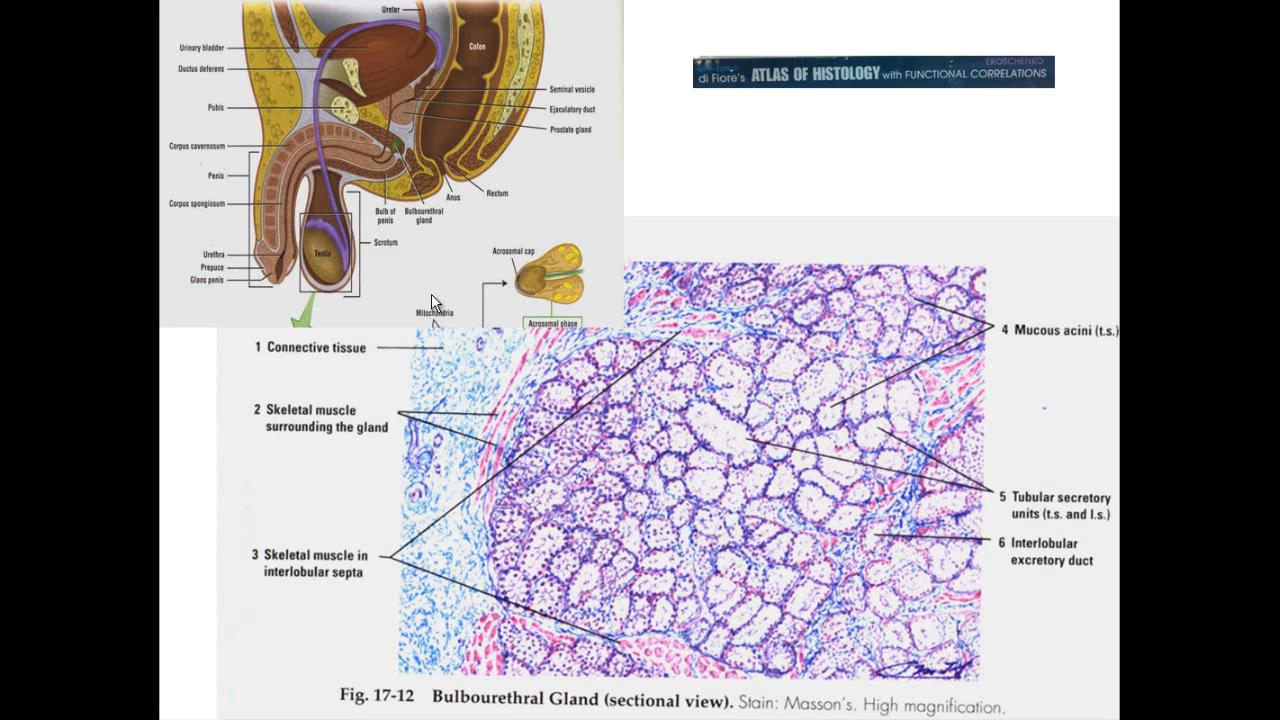 Ureter
Urinary bladder
Ductus deferens
Pubis
Corpus cavernosum
Penis
Corpus spongiosum
Urethra
Prepuce
Glans penis
Colon
Seminal vesicle
Ejaculatory duct
Prostate gland
Rectum
Anus
Bulb of
penis
Bulbourethral
gland
Scrotum
Testis
Acrosomal cap
Mitochondria
Acrosomal phase
EROSCHENKO
di Fiore's ATLAS OF HISTOLOGY with FUNCTIONAL CORRELATIONS
1 Connective tissue
2 Skeletal muscle
surrounding the gland
3 Skeletal muscle in
interlobular septa
4 Mucous acini (t.s.)
5 Tubular secretory
units (t.s. and l.s.)
6 Interlobular
excretory duct
Fig. 17-12 Bulbourethral Gland (sectional view). Stain: Masson's. High magnification.